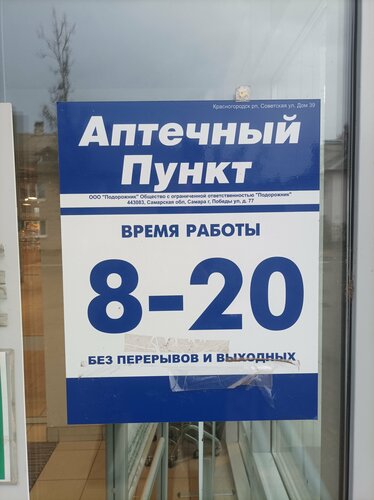 Красногородск рп, Советская ул, Дом 39
Аптечный
Пункт
ООО "Подорожник" Общество с ограниченной ответственностью "Подорожник"
443083, Самарская обл, Самара г, Победы ул, д. 77
ВРЕМЯ РАБОТЫ
8-20
БЕЗ ПЕРЕРЫВОВ И ВЫХОДНЫХ